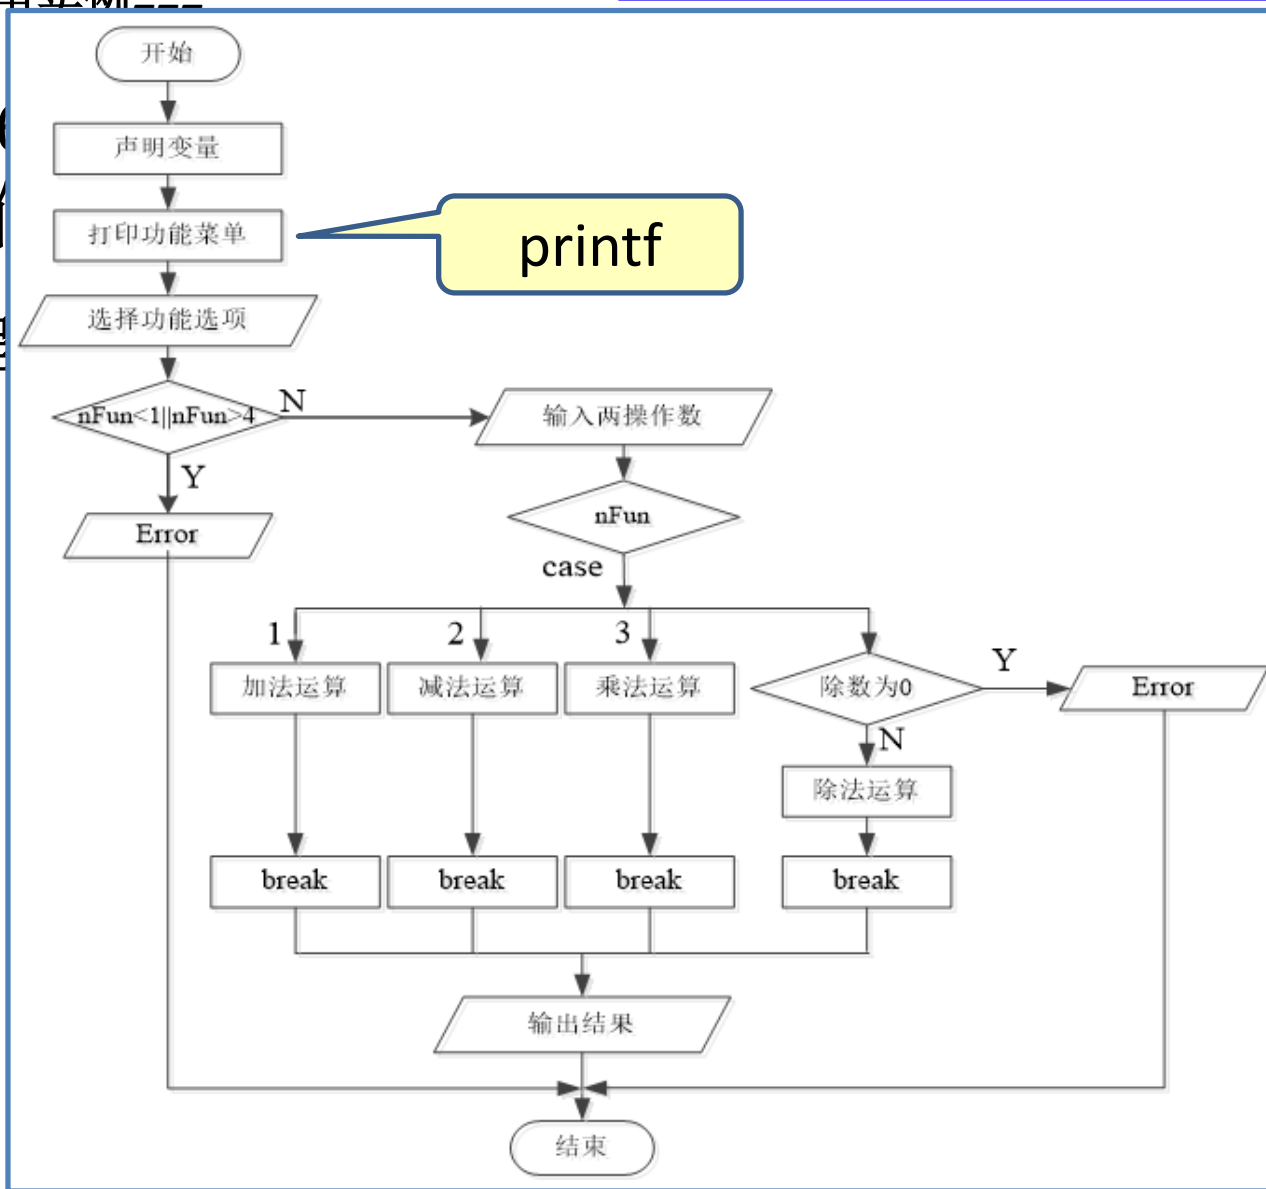 开始
声明变量
打印功能菜单
printf
选择功能选项
nFun<1||nFun>4
N
输入两操作数
Y
Error
nFun
case
1
2
3
加法运算
减法运算
乘法运算
除数为0
Y
Error
N
除法运算
break
break
break
break
输出结果
结束